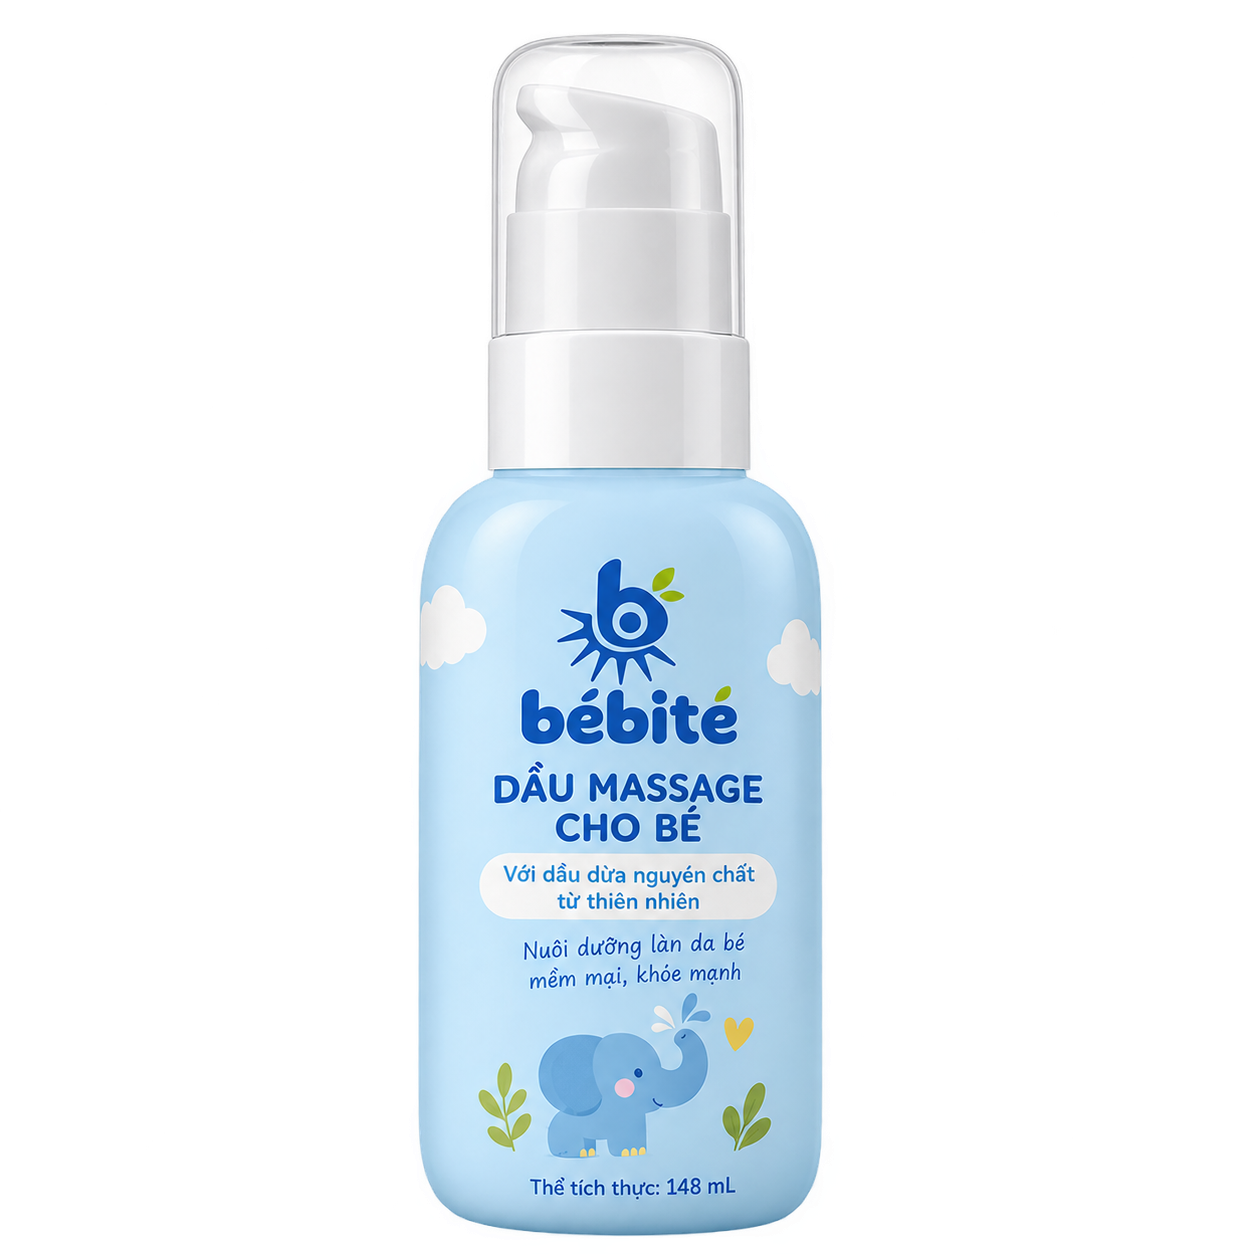 bébité
DẦU MASSAGE
CHO BÉ
Với dầu dừa nguyén chất
từ thiên nhiên
Nuôi dưỡng làn da bé
mềm mại, khỏe mạnh
Thể tích thực: 148 mL